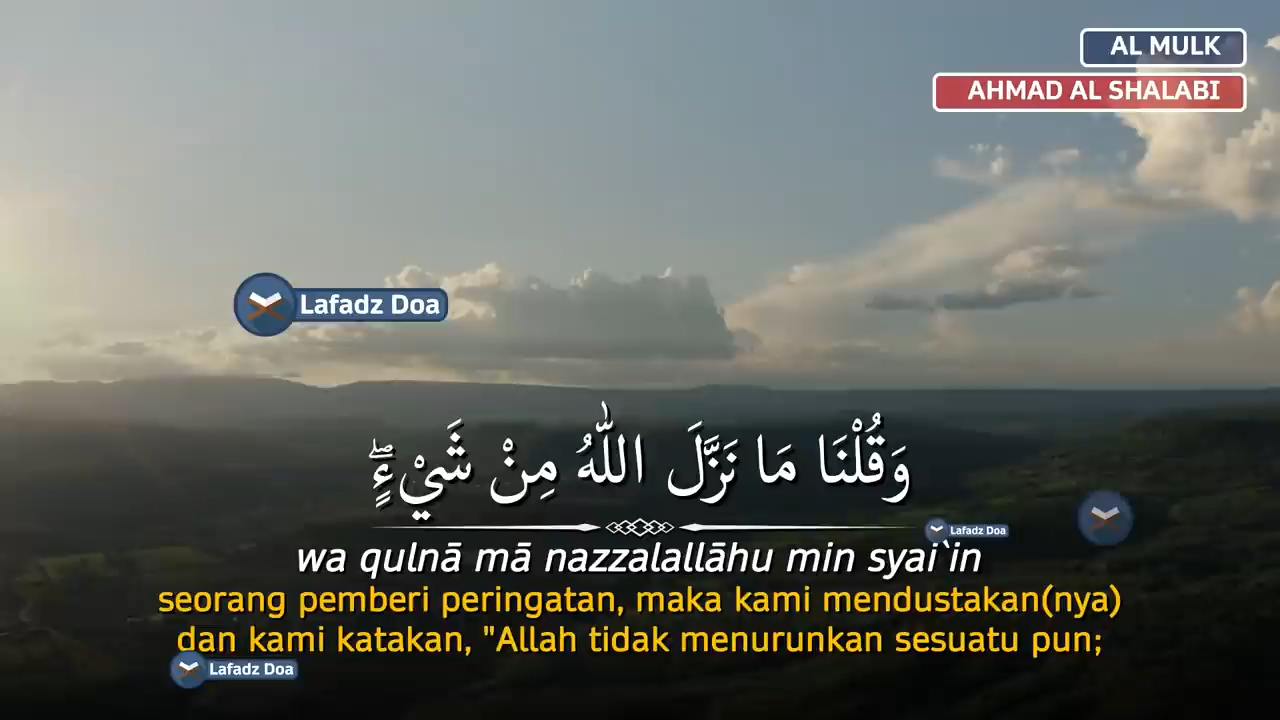 AL MULK
AHMAD AL SHALABI
Lafadz Doa
وَقُلْنَا مَا نَزَّلَ اللّٰهُ مِنْ شَيْءٍۖ
Lafadz Doa
wa qulnā mā nazzalallāhu min syai`in
seorang pemberi peringatan, maka kami mendustakan(nya)
dan kami katakan, "Allah tidak menurunkan sesuatu pun;
Lafadz Doa